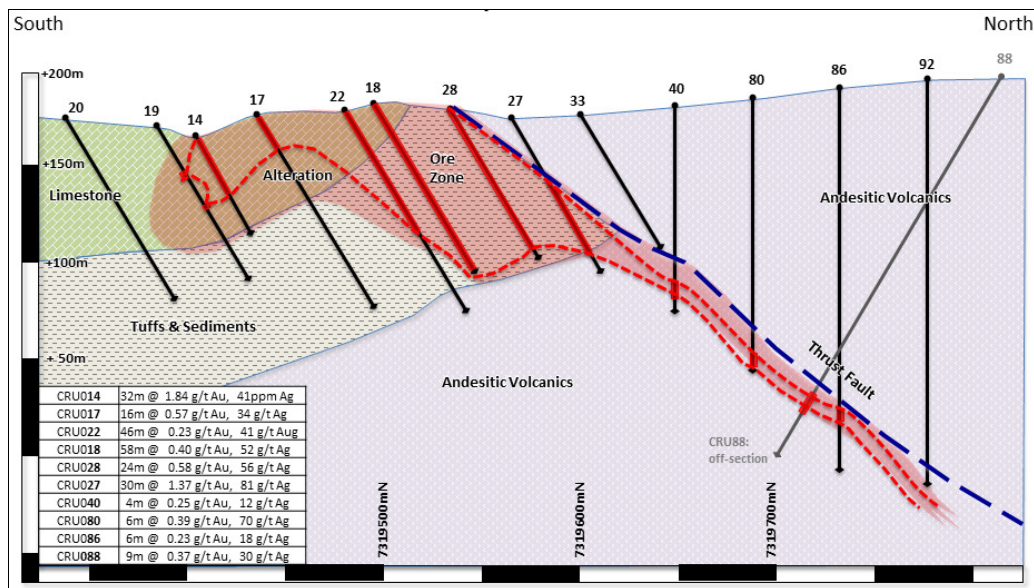 South
North
+200m
20
19
14
17
22
18
28
27
33
40
80
86
92
88
+150m
Limestone
Alteration
Ore
Zone
Andesitic Volcanics
+100m
Tuffs & Sediments
+ 50m
Andesitic Volcanics
Thrust Fault
CRU88:
off-section
CRU014 32m @ 1.84 g/t Au, 41ppm Ag
CRU017 16m @ 0.57 g/t Au, 34 g/t Ag
CRU022 46m @ 0.23 g/t Au, 41 g/t Aug
CRU018 58m @ 0.40 g/t Au, 52 g/t Ag
CRU028 24m @ 0.58 g/t Au, 56 g/t Ag
CRU027 30m @ 1.37 g/t Au, 81 g/t Ag
CRU040 4m @ 0.25 g/t Au, 12 g/t Ag
CRU080 6m @ 0.39 g/t Au, 70 g/t Ag
CRU086 6m @ 0.23 g/t Au, 18 g/t Ag
CRU088 9m @ 0.37 g/t Au, 30 g/t Ag
7319500mN
7319600mN
7319700mN